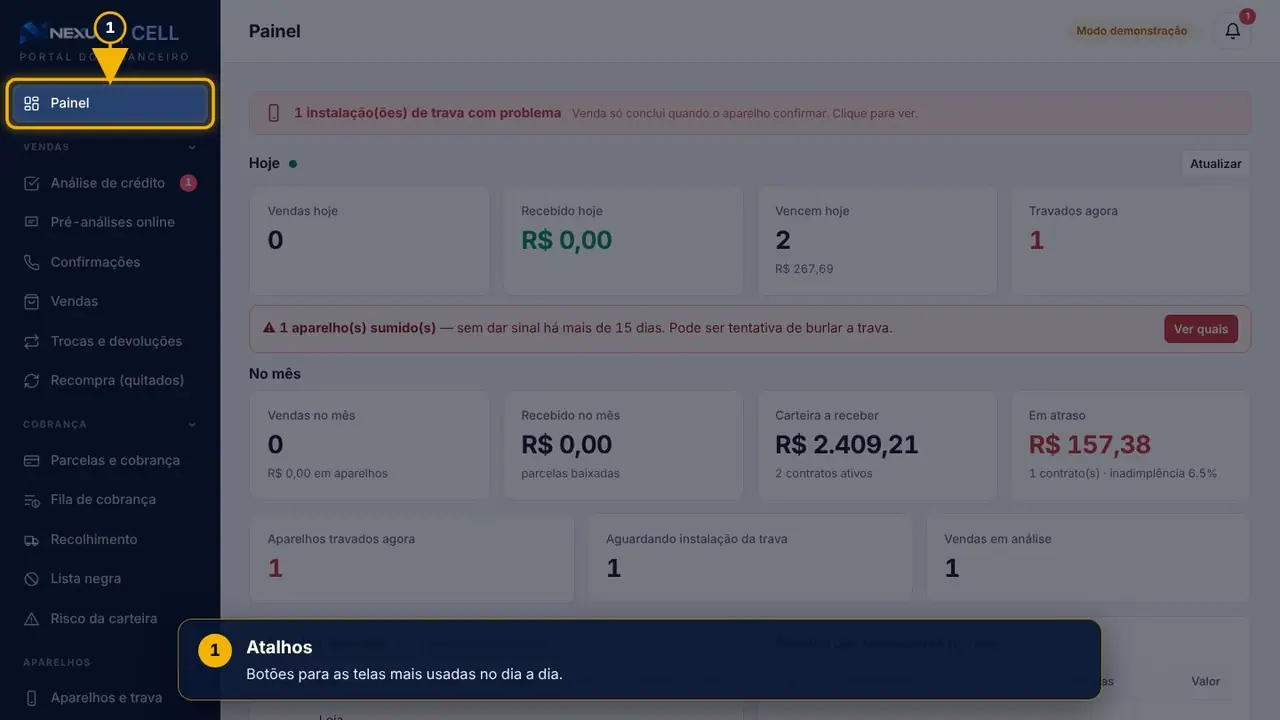 1
CELL
Painel
Modo demonstração
1
Painel
1 instalação(ões) de trava com problema Venda só conclui quando o aparelho confirmar. Clique para ver.
VENDAS
Hoje
Atualizar
Análise de crédito 1
Pré-análises online
Confirmações
Vendas
Trocas e devoluções
Recompra (quitados)
Vendas hoje
0
Recebido hoje
R$ 0,00
Vencem hoje
2
R$ 267,69
Travados agora
1
1 aparelho(s) sumido(s) — sem dar sinal há mais de 15 dias. Pode ser tentativa de burlar a trava.
Ver quais
No mês
Vendas no mês
0
R$ 0,00 em aparelhos
Recebido no mês
R$ 0,00
parcelas baixadas
Carteira a receber
R$ 2.409,21
2 contratos ativos
Em atraso
R$ 157,38
1 contrato(s) · inadimplência 6.5%
COBRANÇA
Parcelas e cobrança
Fila de cobrança
Recolhimento
Lista negra
Risco da carteira
Aparelhos travados agora
1
Aguardando instalação da trava
1
Vendas em análise
1
APARELHOS
Aparelhos e trava
1
Atalhos
Botões para as telas mais usadas no dia a dia.
Valor